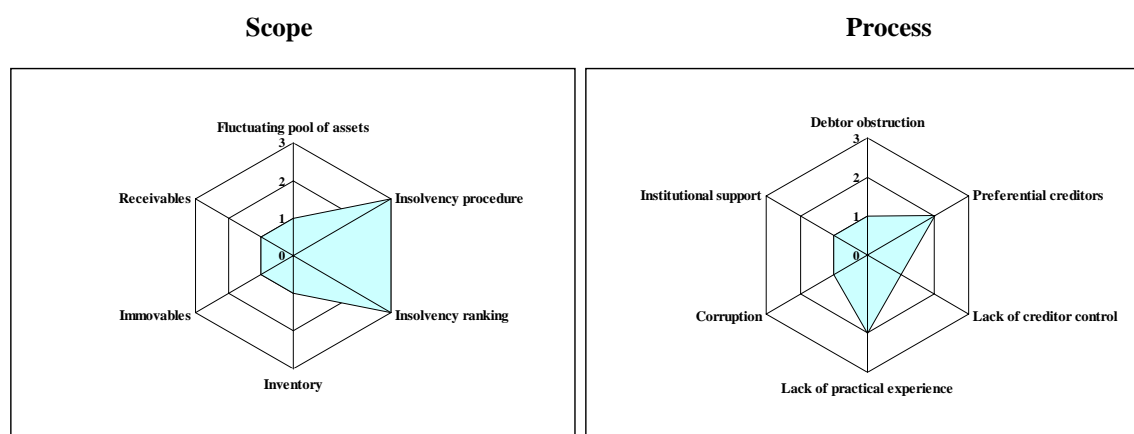 Scope
Process
Fluctuating pool of assets
3
2
1
0
Receivables
Insolvency procedure
Immovables
Insolvency ranking
Inventory
Debtor obstruction
3
2
1
0
Institutional support
Preferential creditors
Corruption
Lack of creditor control
Lack of practical experience